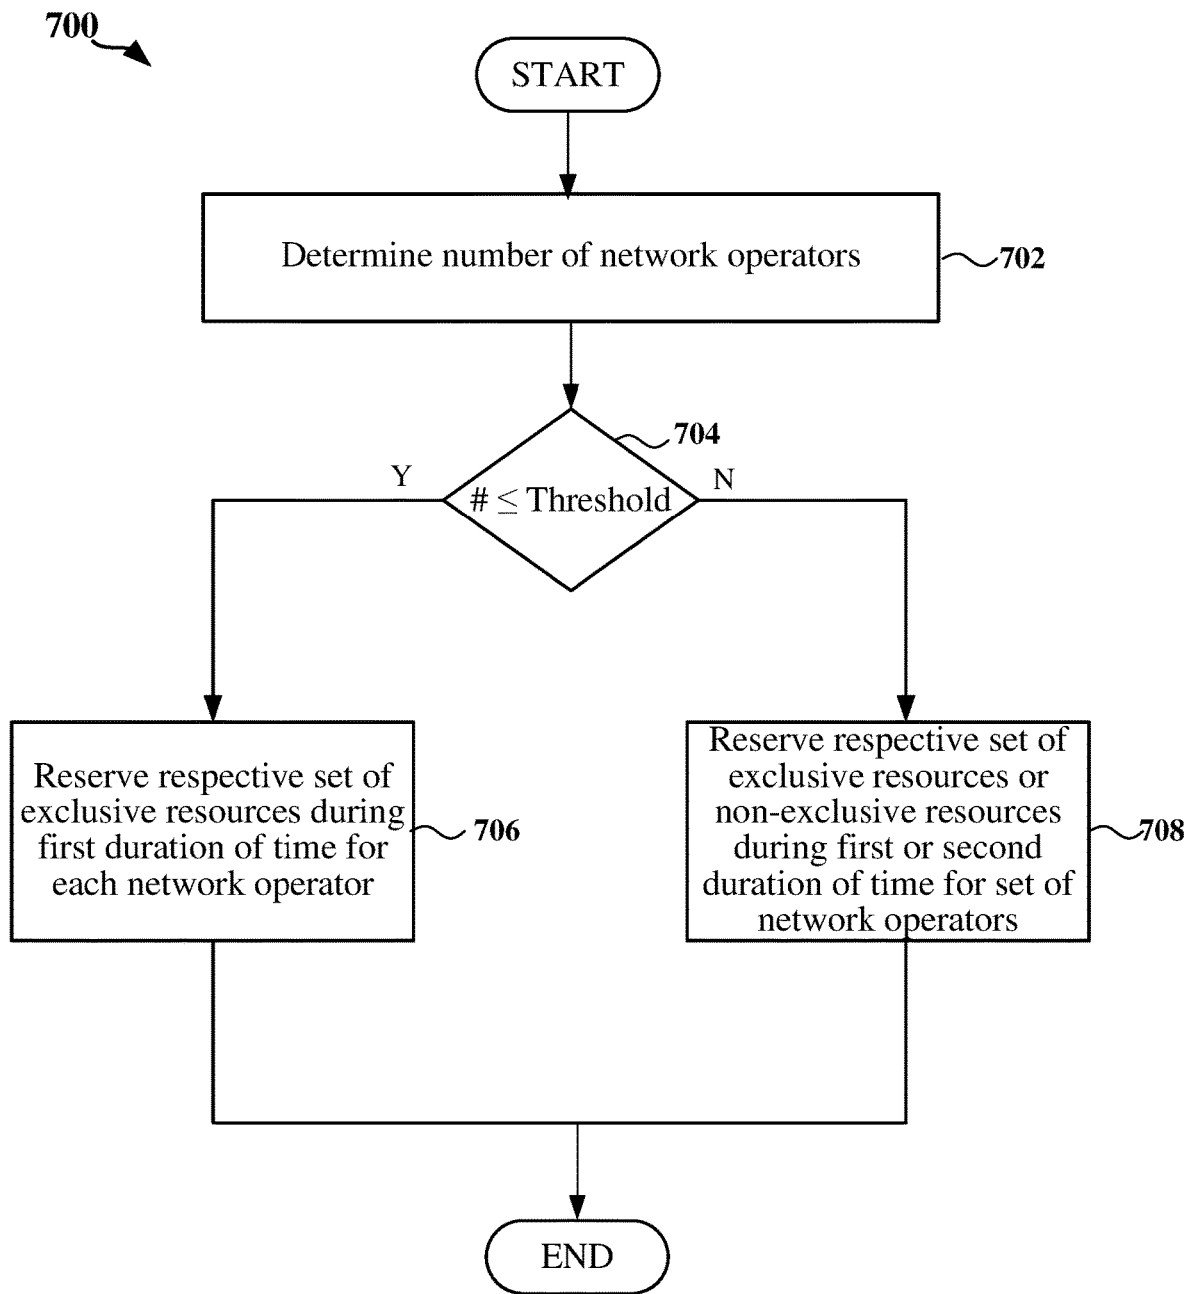 700
START
Determine number of network operators
702
704
Y
N
# ≤ Threshold
Reserve respective set of
exclusive resources during
first duration of time for
each network operator
706
Reserve respective set of
exclusive resources or
non-exclusive resources
during first or second
duration of time for set of
network operators
708
END